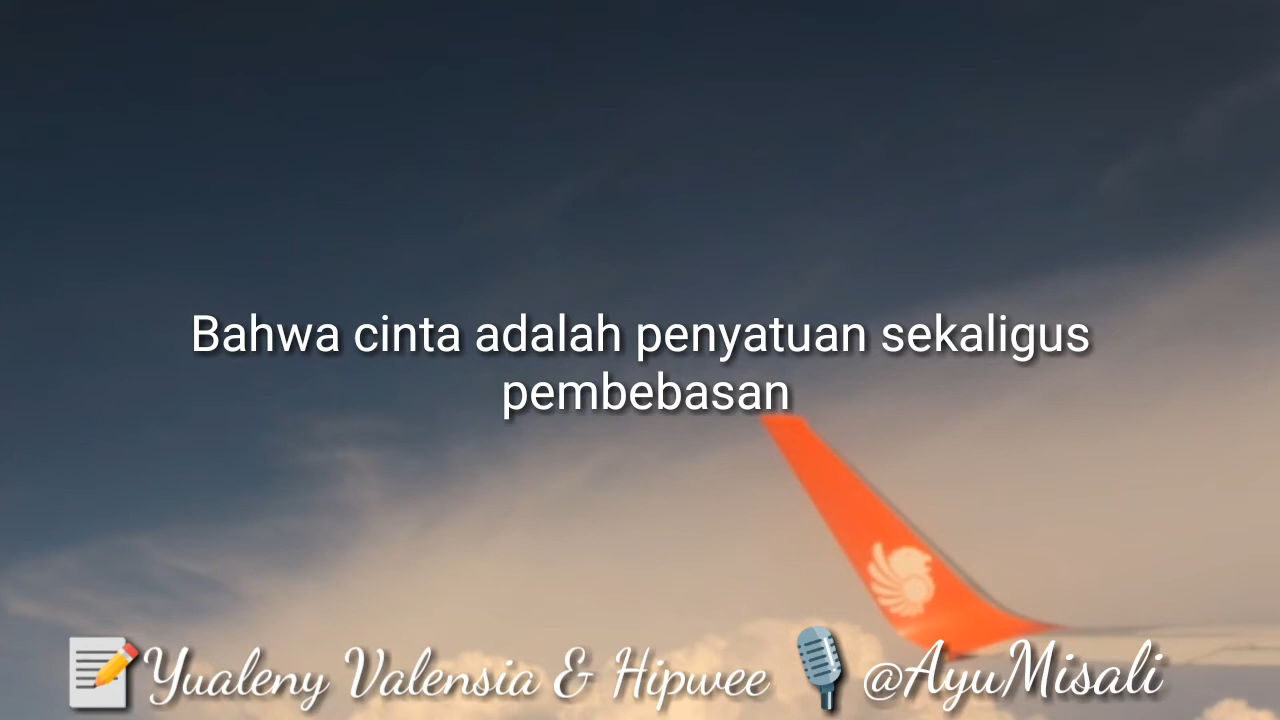 Bahwa cinta adalah penyatuan sekaligus
pembebasan
📝Yualeny Valensia & Hipwee 🎙️@AyuMisali